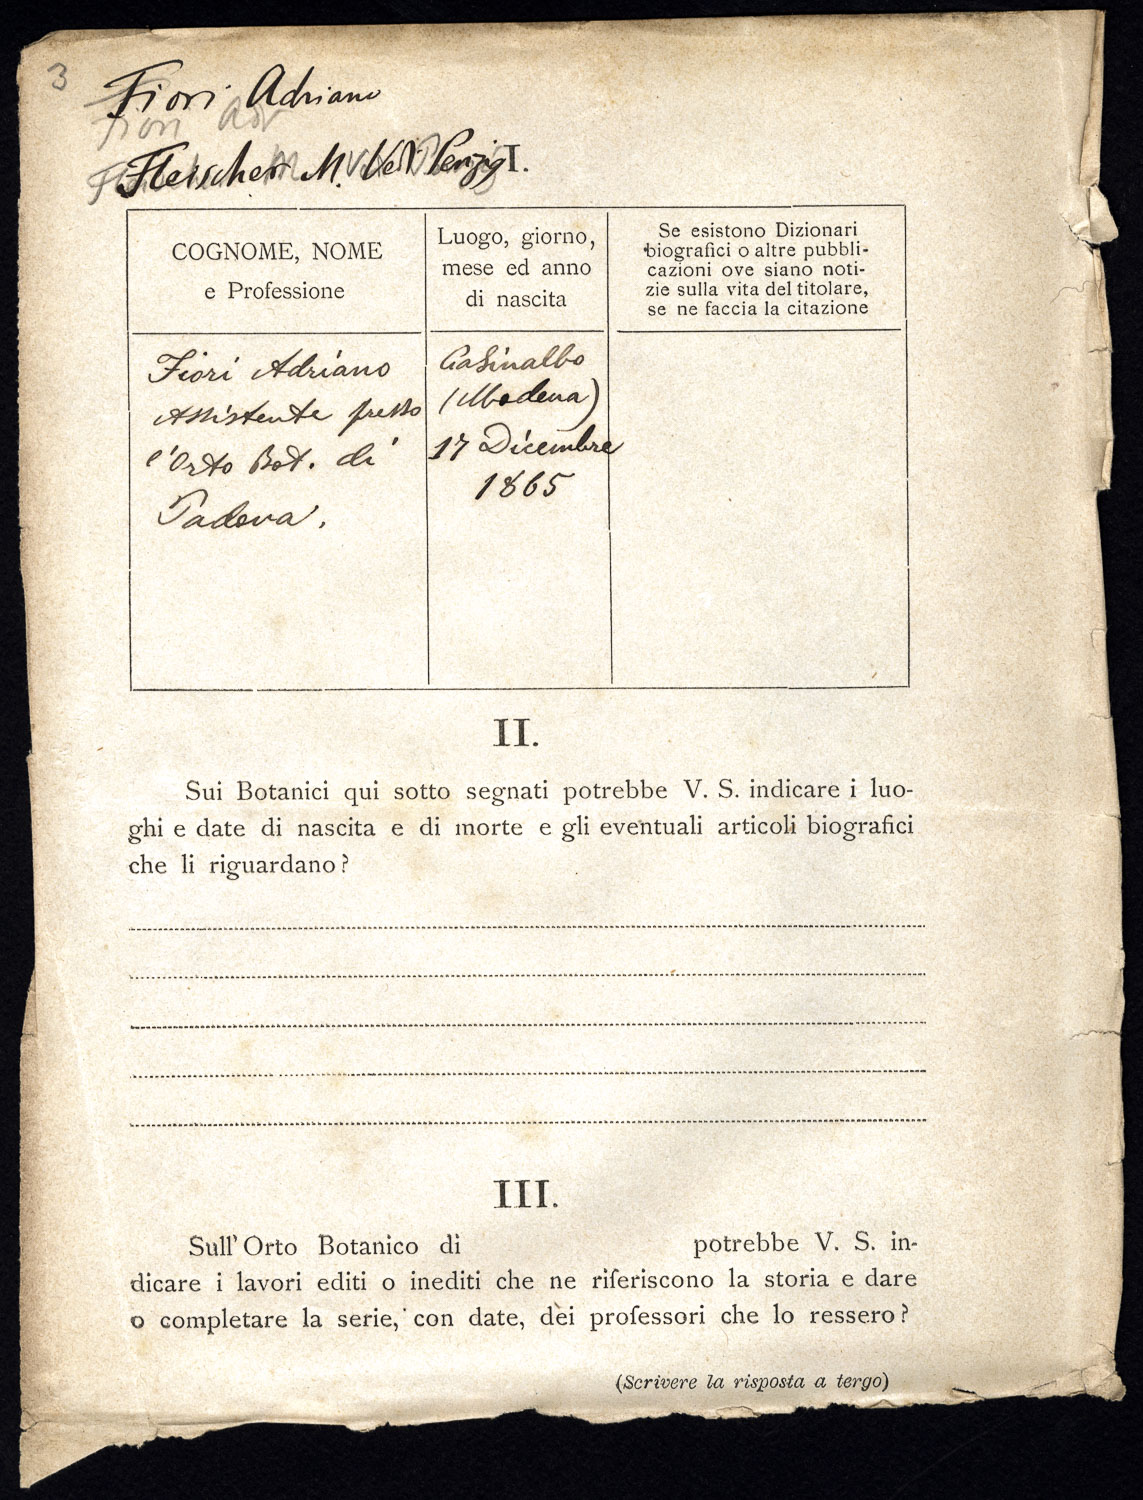 3
Fiori Adriano
Fiori Adr
Fleischer M. Vedi Penzig
I.
COGNOME, NOME
e Professione
Luogo, giorno,
mese ed anno
di nascita
Se esistono Dizionari
biografici o altre pubbli-
cazioni ove siano noti-
zie sulla vita del titolare,
se ne faccia la citazione
Fiori Adriano
Assistente presso
l'Orto Bot. di
Padova.
Casinalbo
(Modena)
17 Dicembre
1865
II.
Sui Botanici qui sotto segnati potrebbe V. S. indicare i luo-
ghi e date di nascita e di morte e gli eventuali articoli biografici
che li riguardano?
III.
Sull'Orto Botanico di potrebbe V. S. in-
dicare i lavori editi o inediti che ne riferiscono la storia e dare
o completare la serie, con date, dei professori che lo ressero?
(Scrivere la risposta a tergo)